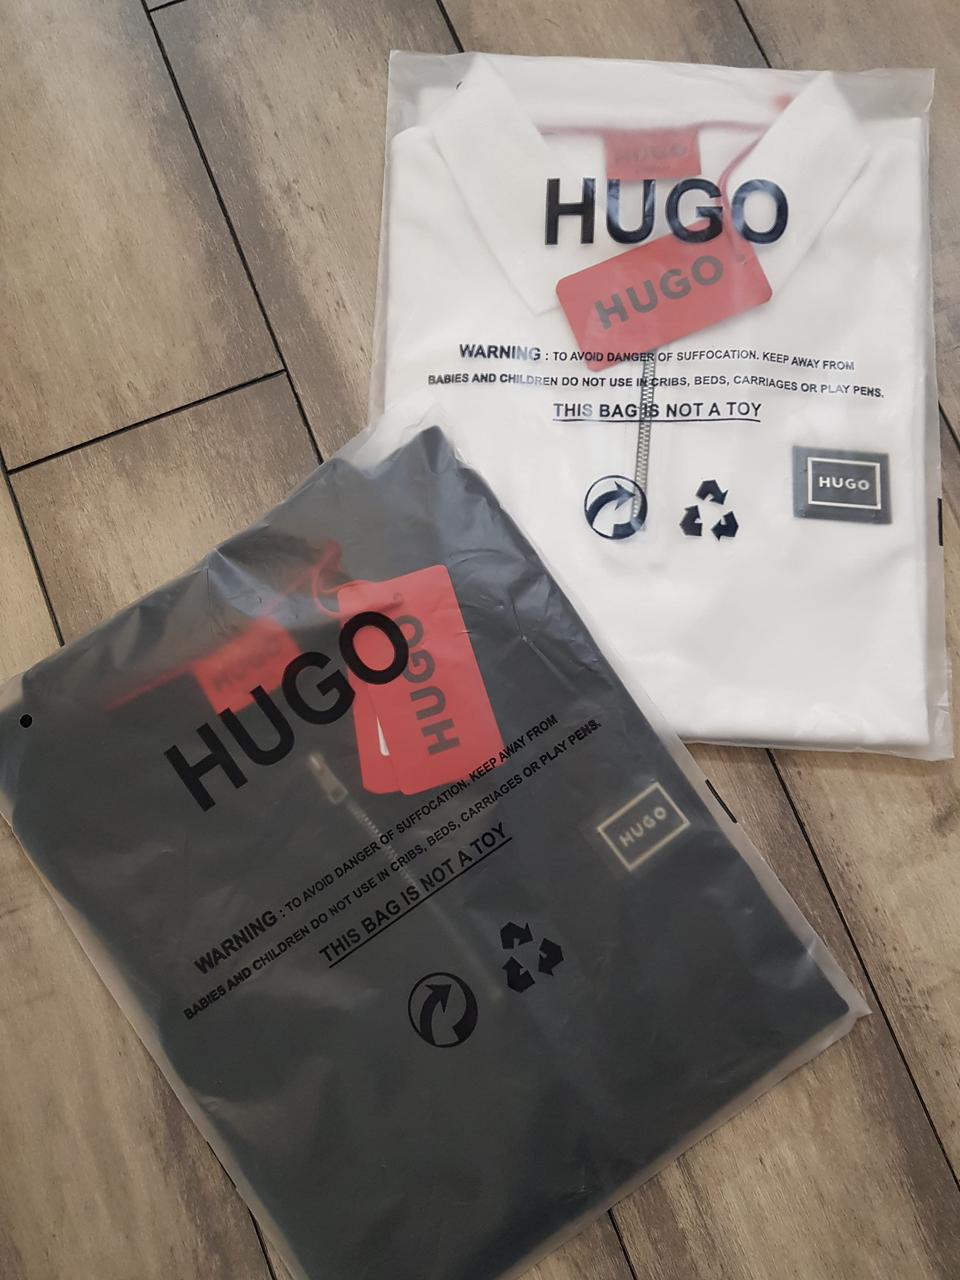 HUGO
HUGO
HUGO
WARNING : TO AVOID DANGER OF SUFFOCATION. KEEP AWAY FROM
BABIES AND CHILDREN DO NOT USE IN CRIBS, BEDS, CARRIAGES OR PLAY PENS.
THIS BAG IS NOT A TOY
HUGO
HUGO
HUGO
HUGO
WARNING : TO AVOID DANGER OF SUFFOCATION. KEEP AWAY FROM
BABIES AND CHILDREN DO NOT USE IN CRIBS, BEDS, CARRIAGES OR PLAY PENS.
THIS BAG IS NOT A TOY
HUGO